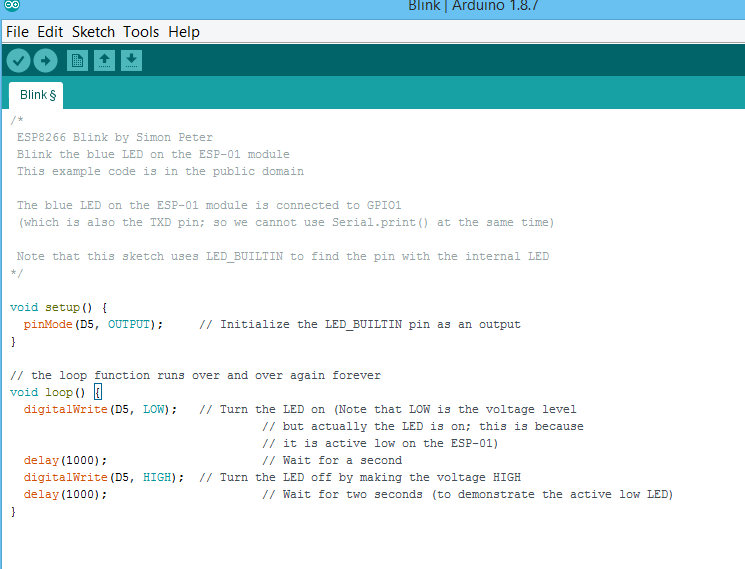 Blink | Arduino 1.8.7
File Edit Sketch Tools Help
Blink §
/*
 ESP8266 Blink by Simon Peter
 Blink the blue LED on the ESP-01 module
 This example code is in the public domain

 The blue LED on the ESP-01 module is connected to GPIO1
 (which is also the TXD pin; so we cannot use Serial.print() at the same time)

 Note that this sketch uses LED_BUILTIN to find the pin with the internal LED
*/

void setup() {
  pinMode(D5, OUTPUT);     // Initialize the LED_BUILTIN pin as an output
}

// the loop function runs over and over again forever
void loop() {
  digitalWrite(D5, LOW);   // Turn the LED on (Note that LOW is the voltage level
                                    // but actually the LED is on; this is because
                                    // it is active low on the ESP-01)
  delay(1000);                      // Wait for a second
  digitalWrite(D5, HIGH);  // Turn the LED off by making the voltage HIGH
  delay(1000);                      // Wait for two seconds (to demonstrate the active low LED)
}